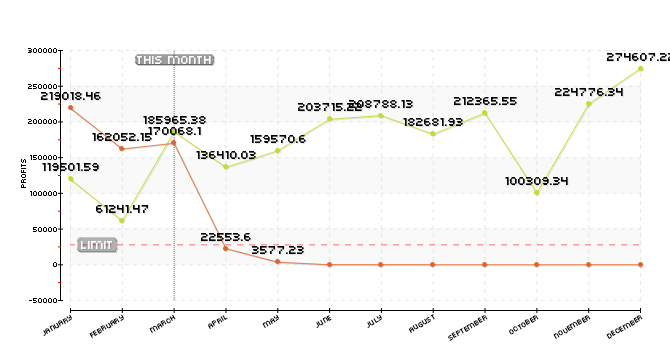 300000
THIS MONTH
274607.22
250000
219018.46
224776.34
212365.55
208788.13
200000
185965.38
182681.93
170068.1
162052.15
159570.6
150000
136410.03
119501.59
100309.34
100000
61241.47
50000
LIMIT
22553.6
3577.23
0
-50000
PROFITS
JANUARY
FEBRUARY
MARCH
APRIL
MAY
JUNE
JULY
AUGUST
SEPTEMBER
OCTOBER
NOVEMBER
DECEMBER